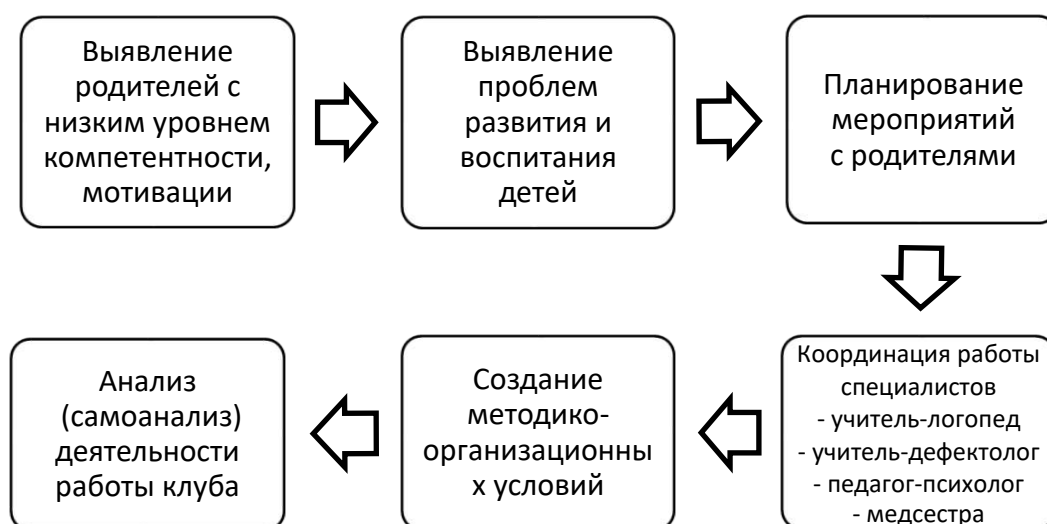 Выявление
родителей с
низким уровнем
компетентности,
мотивации
Выявление
проблем
развития и
воспитания
детей
Планирование
мероприятий
с родителями
Координация работы
специалистов
- учитель-логопед
- учитель-дефектолог
- педагог-психолог
- медсестра
Создание
методико-
организационны
х условий
Анализ
(самоанализ)
деятельности
работы клуба